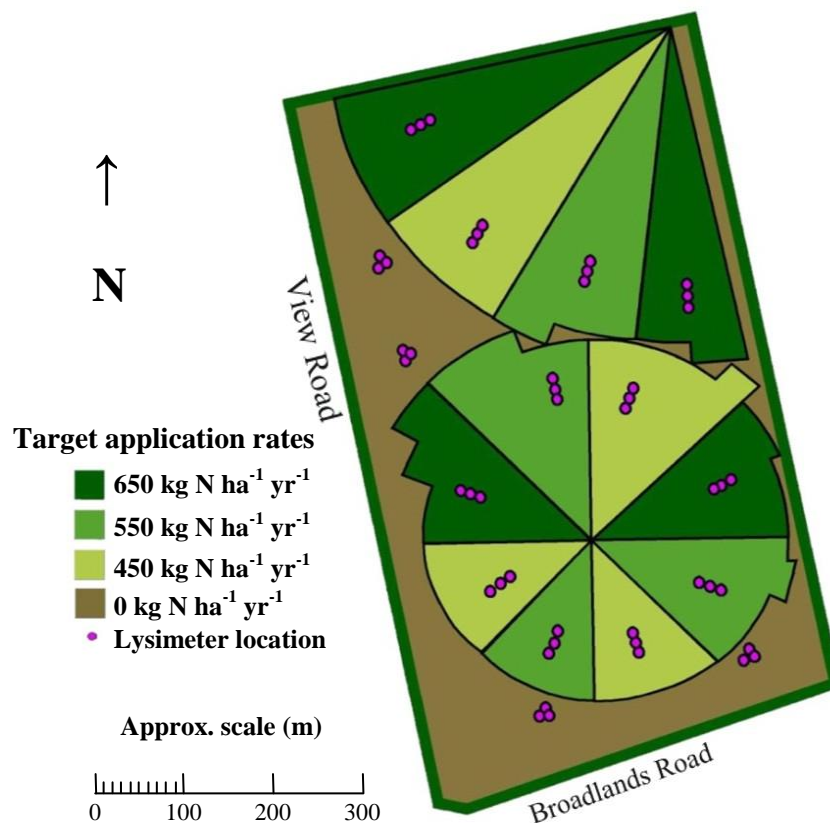 N
View Road
Target application rates
650 kg N ha⁻¹ yr⁻¹
550 kg N ha⁻¹ yr⁻¹
450 kg N ha⁻¹ yr⁻¹
0 kg N ha⁻¹ yr⁻¹
Lysimeter location
Approx. scale (m)
0 100 200 300
Broadlands Road